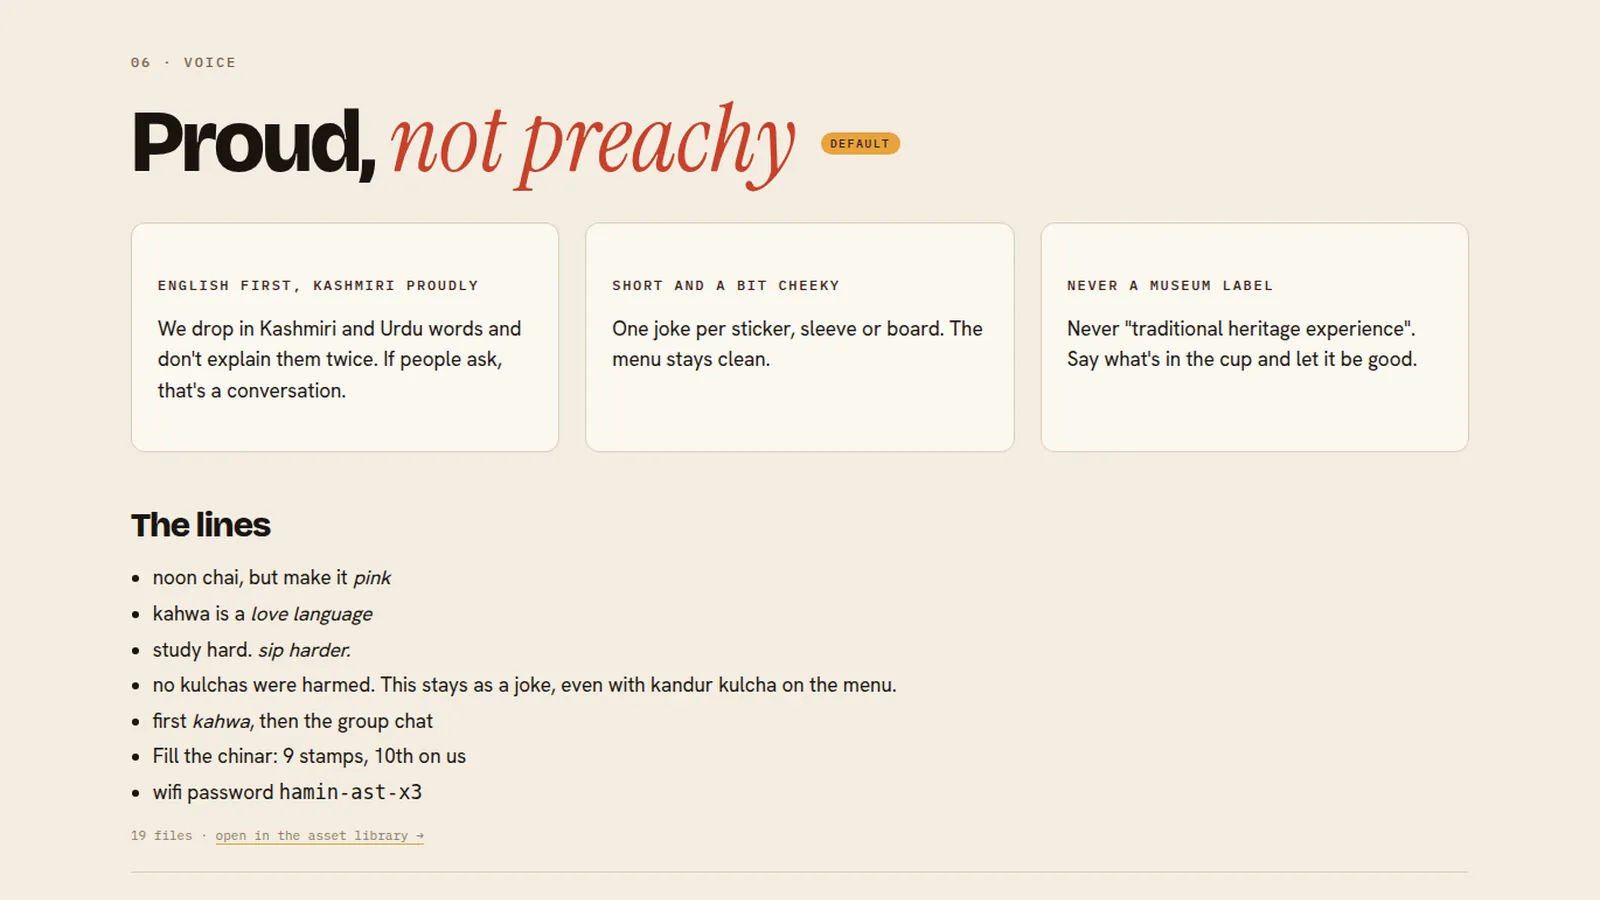 06 · VOICE
Proud, not preachy
DEFAULT
ENGLISH FIRST, KASHMIRI PROUDLY
We drop in Kashmiri and Urdu words and
don't explain them twice. If people ask,
that's a conversation.
SHORT AND A BIT CHEEKY
One joke per sticker, sleeve or board. The
menu stays clean.
NEVER A MUSEUM LABEL
Never "traditional heritage experience".
Say what's in the cup and let it be good.
The lines
• noon chai, but make it pink
• kahwa is a love language
• study hard. sip harder.
• no kulchas were harmed. This stays as a joke, even with kandur kulcha on the menu.
• first kahwa, then the group chat
• Fill the chinar: 9 stamps, 10th on us
• wifi password hamin-ast-x3
19 files · open in the asset library →